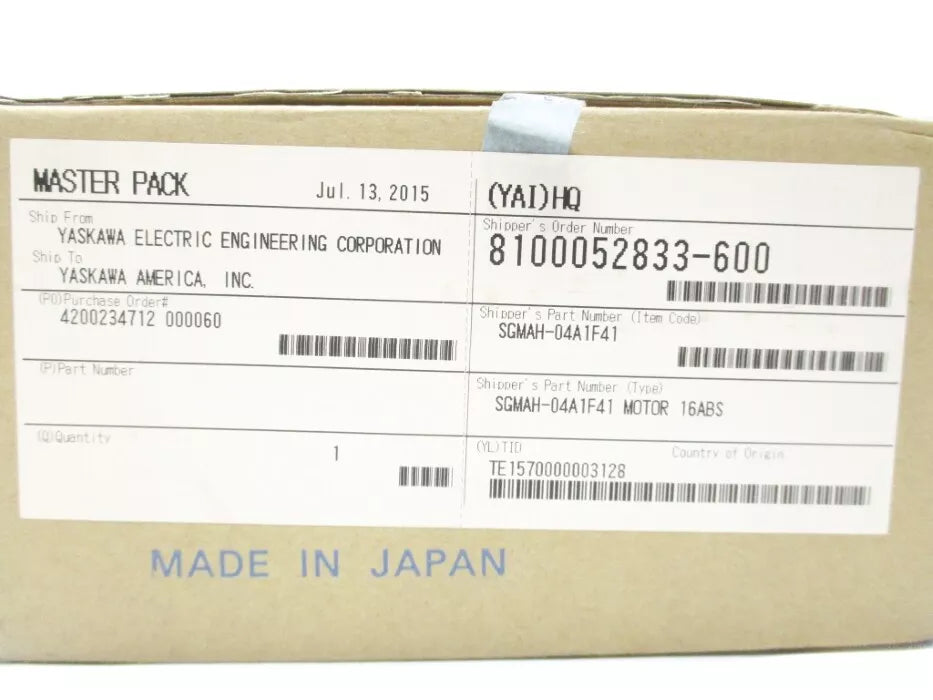 MASTER PACK
Jul. 13, 2015
Ship From
YASKAWA ELECTRIC ENGINEERING CORPORATION
Ship To
YASKAWA AMERICA, INC.
(PO)Purchase Order#
4200234712 000060
(P)Part Number
(Q)Quantity
1
(YAI)HQ
Shipper's Order Number
8100052833-600
Shipper's Part Number (Item Code)
SGMAH-04A1F41
Shipper's Part Number (Type)
SGMAH-04A1F41 MOTOR 16ABS
(YL)TID
Country of Origin
TE1570000003128
MADE IN JAPAN